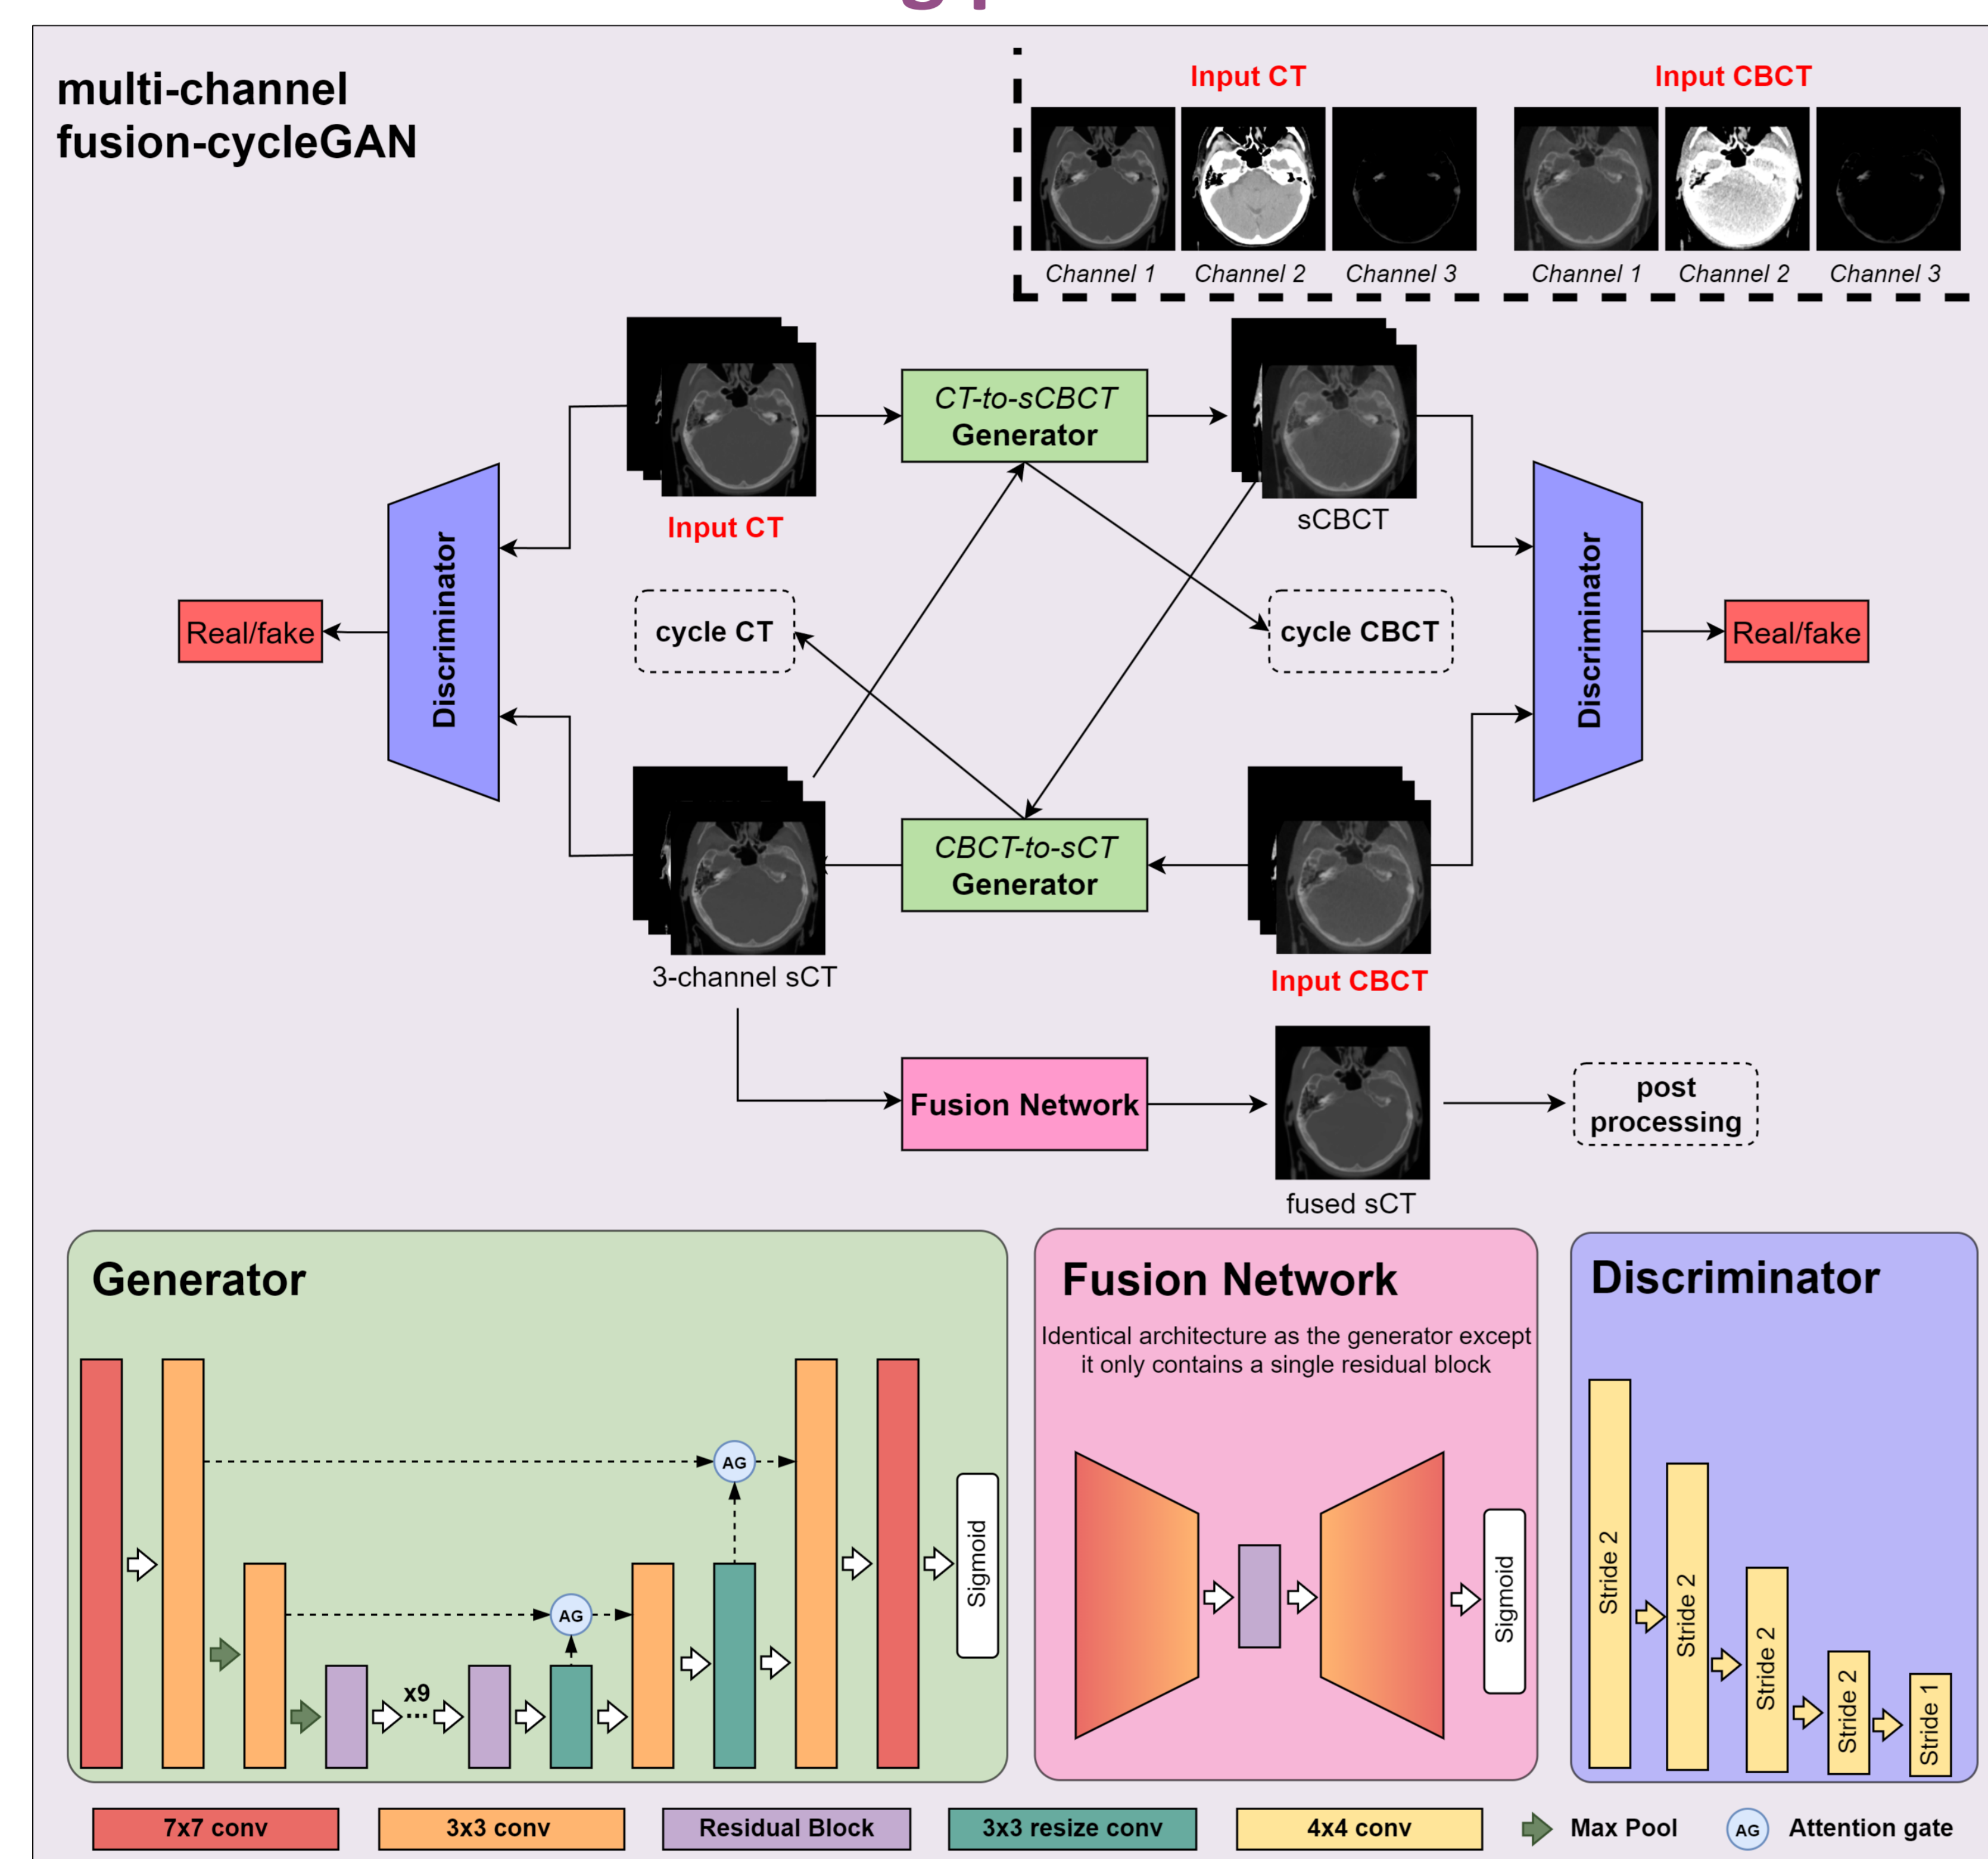 multi-channel
fusion-cycleGAN
Input CT
Input CBCT
Channel 1
Channel 2
Channel 3
Channel 1
Channel 2
Channel 3
CT-to-sCBCT
Generator
Input CT
sCBCT
Discriminator
Discriminator
Real/fake
cycle CT
cycle CBCT
Real/fake
CBCT-to-sCT
Generator
3-channel sCT
Input CBCT
Fusion Network
post
processing
fused sCT
Generator
AG
AG
x9
...
Sigmoid
Fusion Network
Identical architecture as the generator except
it only contains a single residual block
Sigmoid
Discriminator
Stride 2
Stride 2
Stride 2
Stride 2
Stride 1
7x7 conv
3x3 conv
Residual Block
3x3 resize conv
4x4 conv
Max Pool
AG
Attention gate